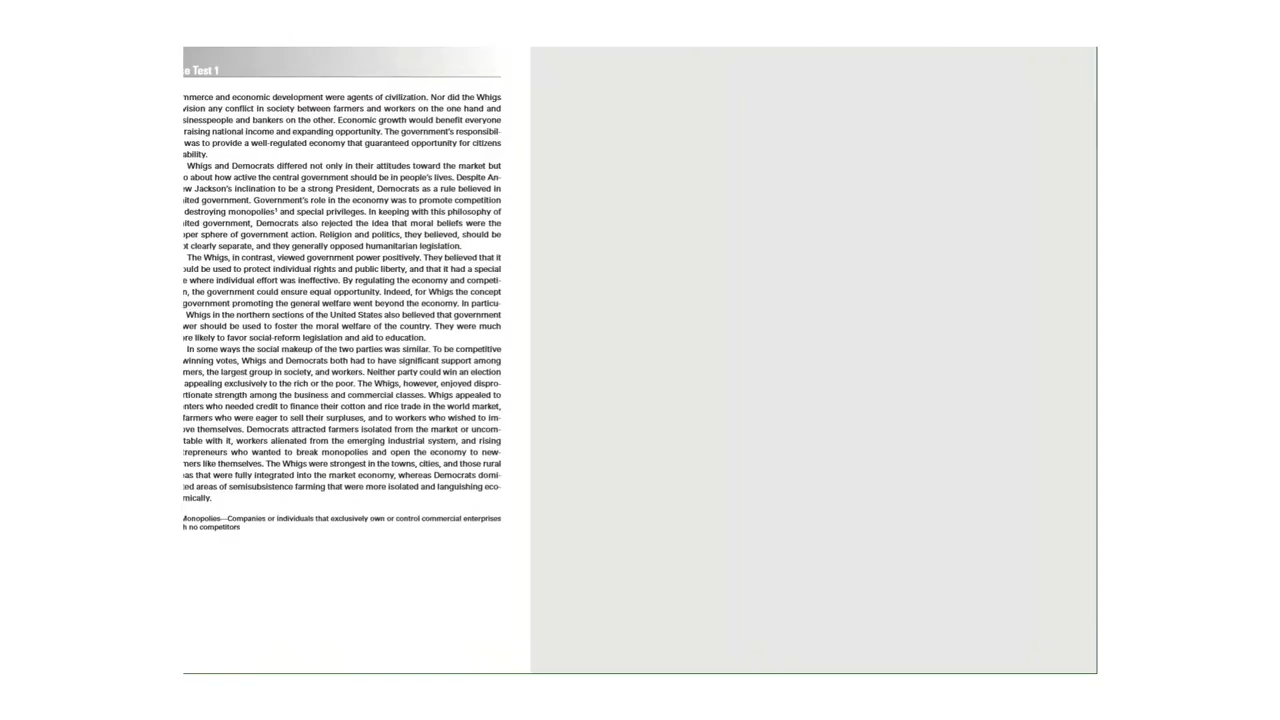 e Test 1
mmerce and economic development were agents of civilization. Nor did the Whigs
vision any conflict in society between farmers and workers on the one hand and
sinesspeople and bankers on the other. Economic growth would benefit everyone
raising national income and expanding opportunity. The government's responsibil-
was to provide a well-regulated economy that guaranteed opportunity for citizens
ability.
Whigs and Democrats differed not only in their attitudes toward the market but
o about how active the central government should be in people's lives. Despite An-
ew Jackson's inclination to be a strong President, Democrats as a rule believed in
ited government. Government's role in the economy was to promote competition
destroying monopolies¹ and special privileges. In keeping with this philosophy of
ited government, Democrats also rejected the idea that moral beliefs were the
oper sphere of government action. Religion and politics, they believed, should be
t clearly separate, and they generally opposed humanitarian legislation.
The Whigs, in contrast, viewed government power positively. They believed that it
ould be used to protect individual rights and public liberty, and that it had a special
e where individual effort was ineffective. By regulating the economy and competi-
n, the government could ensure equal opportunity. Indeed, for Whigs the concept
government promoting the general welfare went beyond the economy. In particu-
Whigs in the northern sections of the United States also believed that government
wer should be used to foster the moral welfare of the country. They were much
re likely to favor social-reform legislation and aid to education.
In some ways the social makeup of the two parties was similar. To be competitive
winning votes, Whigs and Democrats both had to have significant support among
mers, the largest group in society, and workers. Neither party could win an election
appealing exclusively to the rich or the poor. The Whigs, however, enjoyed dispro-
rtionate strength among the business and commercial classes. Whigs appealed to
nters who needed credit to finance their cotton and rice trade in the world market,
farmers who were eager to sell their surpluses, and to workers who wished to im-
ove themselves. Democrats attracted farmers isolated from the market or uncom-
table with it, workers alienated from the emerging industrial system, and rising
trepreneurs who wanted to break monopolies and open the economy to new-
mers like themselves. The Whigs were strongest in the towns, cities, and those rural
as that were fully integrated into the market economy, whereas Democrats domi-
ed areas of semisubsistence farming that were more isolated and languishing eco-
mically.
Monopolies—Companies or individuals that exclusively own or control commercial enterprises
h no competitors